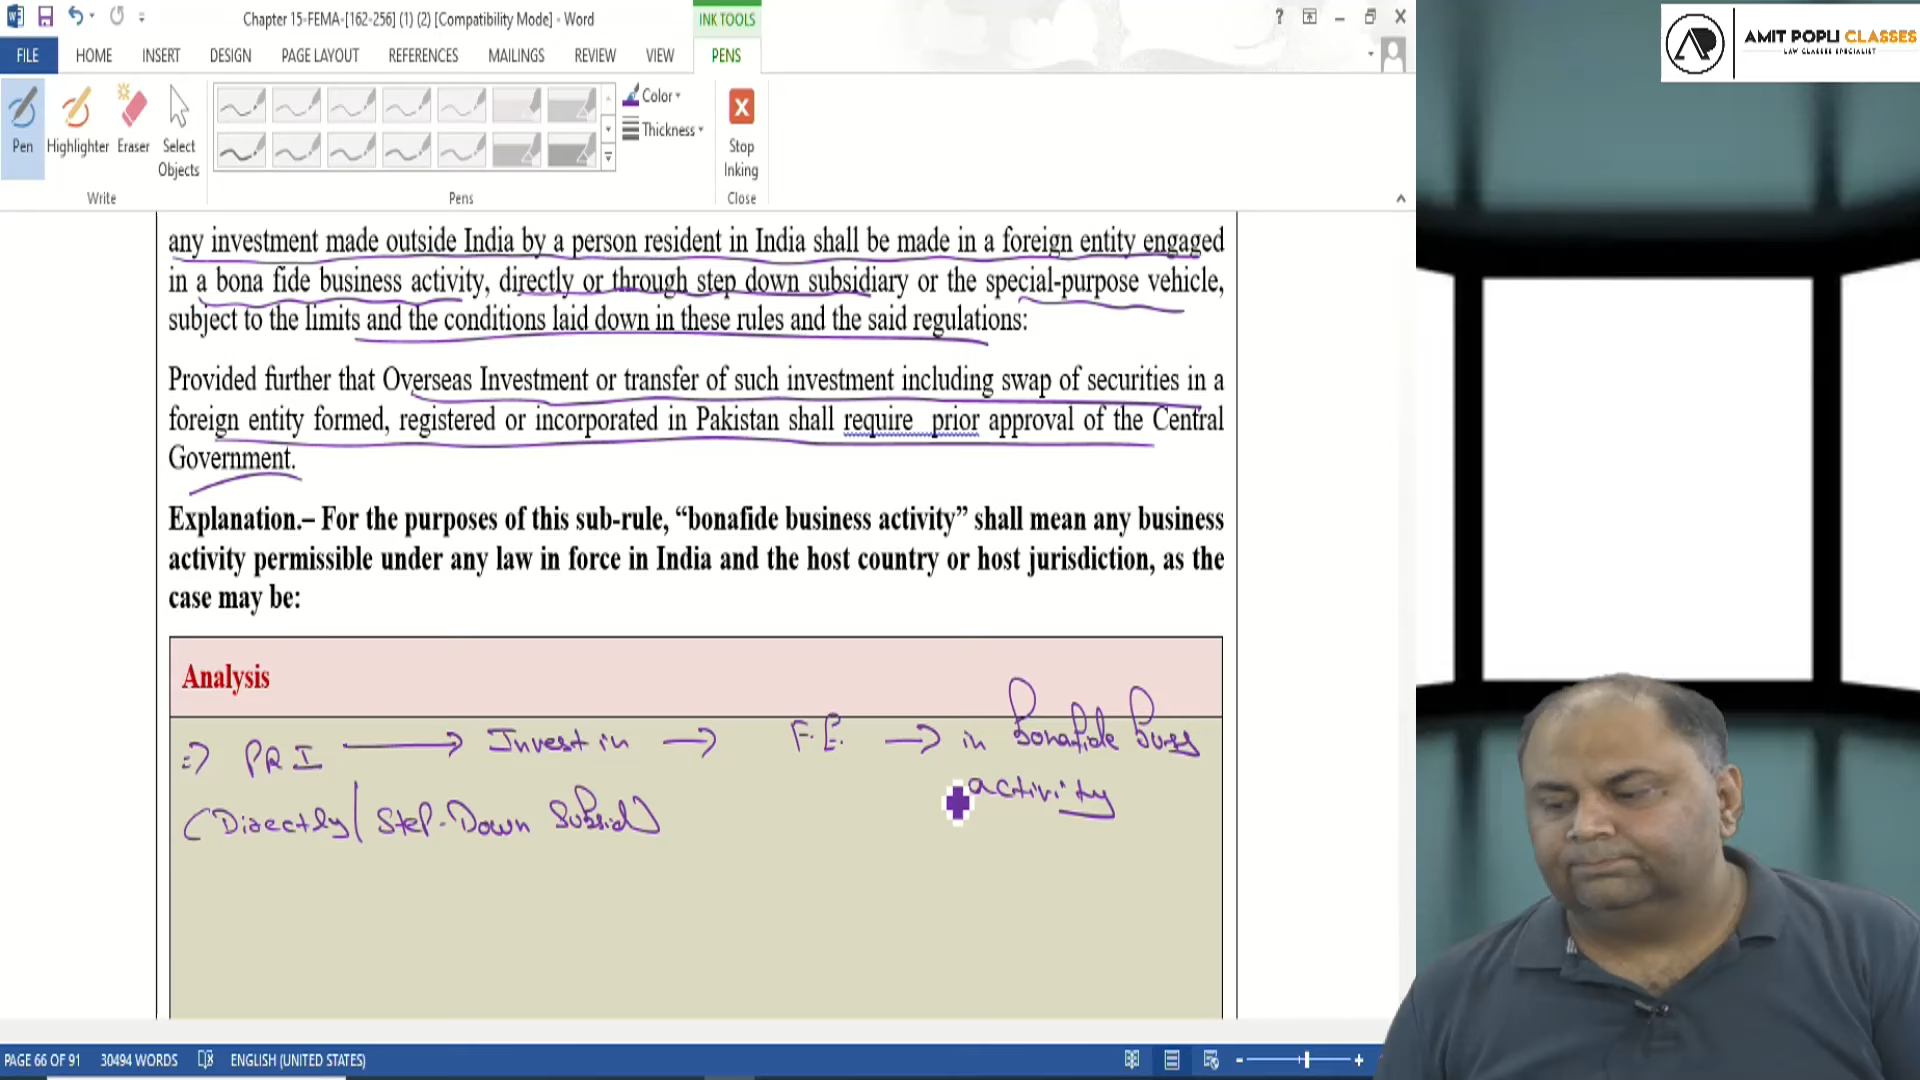 Chapter 15-FEMA-[162-256] (1) (2) [Compatibility Mode] - Word
INK TOOLS
AMIT POPLI CLASSES
LAW CLASSES SPECIALIST
FILE HOME INSERT DESIGN PAGE LAYOUT REFERENCES MAILINGS REVIEW VIEW PENS
Pen Highlighter Eraser Select Objects
Color
Thickness
Stop Inking
Write Pens Close
any investment made outside India by a person resident in India shall be made in a foreign entity engaged
in a bona fide business activity, directly or through step down subsidiary or the special-purpose vehicle,
subject to the limits and the conditions laid down in these rules and the said regulations:
Provided further that Overseas Investment or transfer of such investment including swap of securities in a
foreign entity formed, registered or incorporated in Pakistan shall require prior approval of the Central
Government.
Explanation.– For the purposes of this sub-rule, “bonafide business activity” shall mean any business
activity permissible under any law in force in India and the host country or host jurisdiction, as the
case may be:
Analysis
⇒ PRI → Invest in → F.E. → in Bonafide Buss
activity
(Directly/ Step-Down Subsid)
PAGE 66 OF 91 30494 WORDS ENGLISH (UNITED STATES)